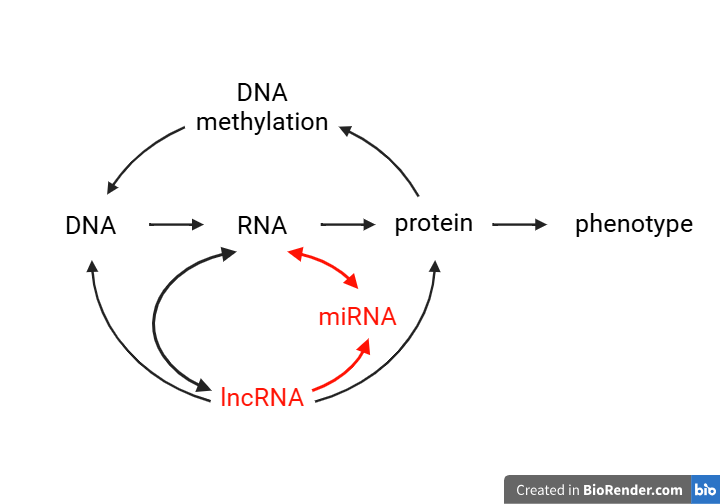 DNA
methylation
DNA
RNA
protein
phenotype
miRNA
lncRNA
Created in BioRender.com bio